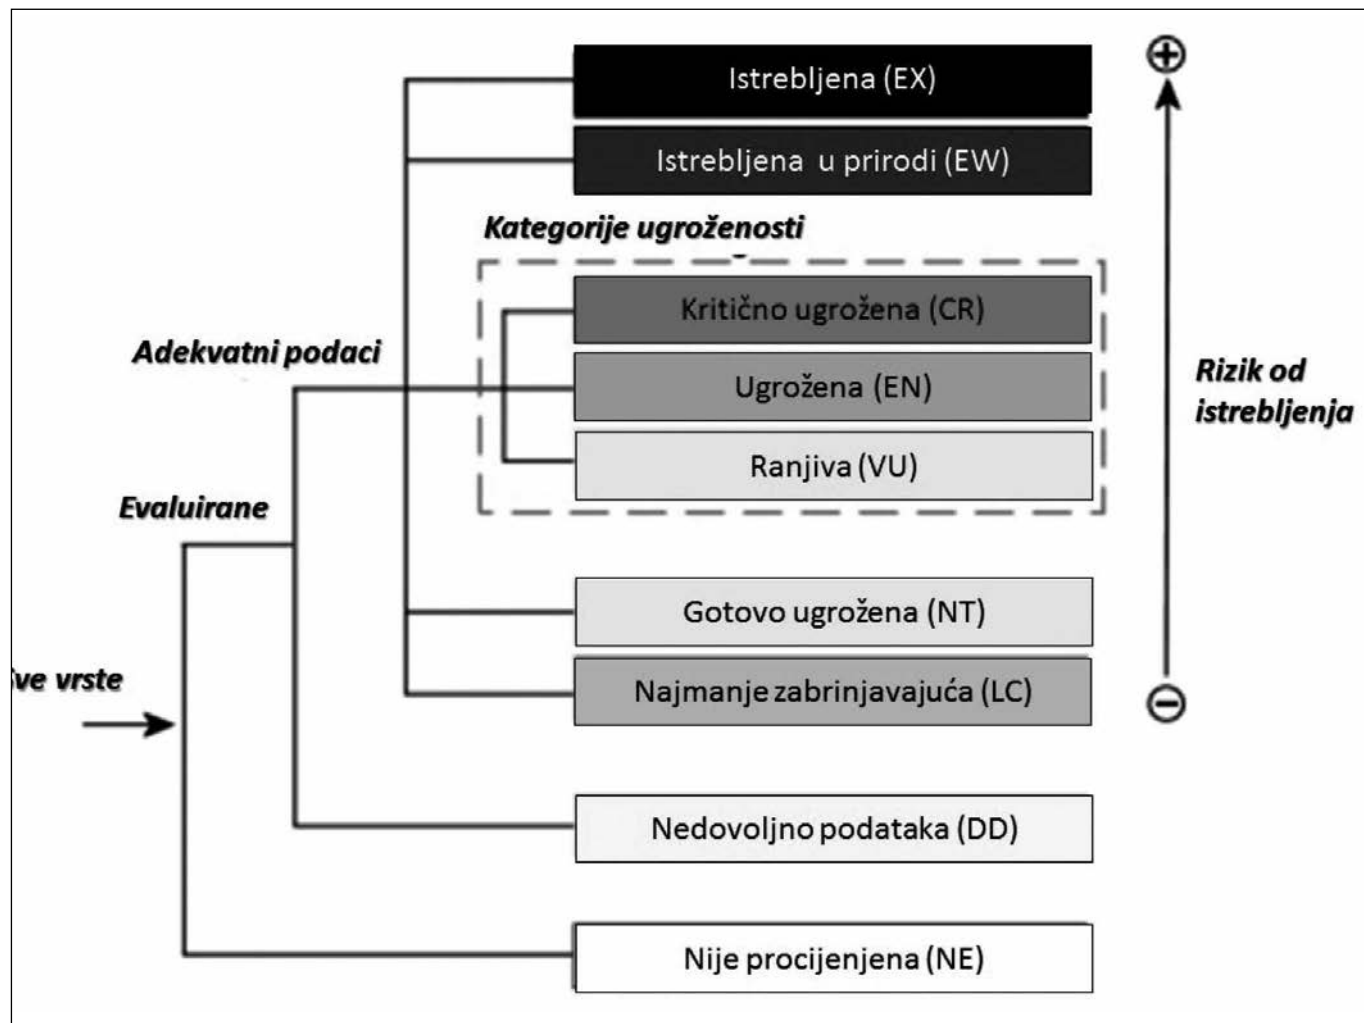 Istrebljena (EX)
Istrebljena u prirodi (EW)
Kategorije ugroženosti
Kritično ugrožena (CR)
Adekvatni podaci
Ugrožena (EN)
Rizik od
istrebljenja
Ranjiva (VU)
Evaluirane
Gotovo ugrožena (NT)
Sve vrste
Najmanje zabrinjavajuća (LC)
Nedovoljno podataka (DD)
Nije procijenjena (NE)